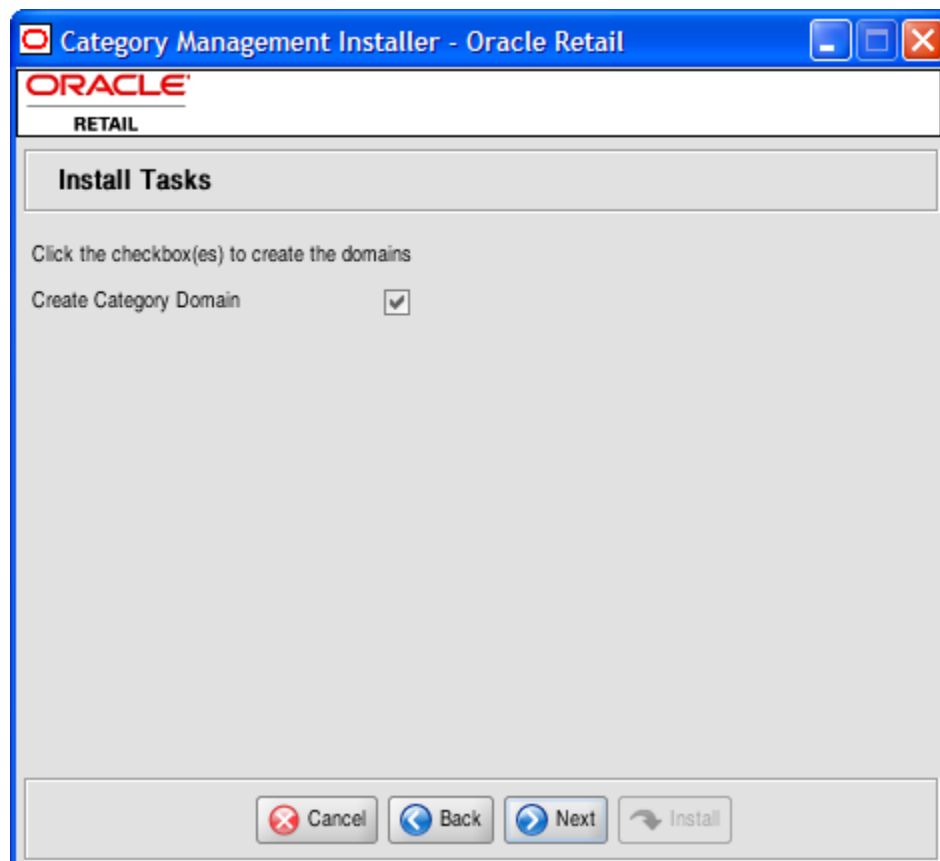 Category Management Installer - Oracle Retail
ORACLE'
RETAIL
Install Tasks
Click the checkbox(es) to create the domains
Create Category Domain
Cancel
Back
Next
Install